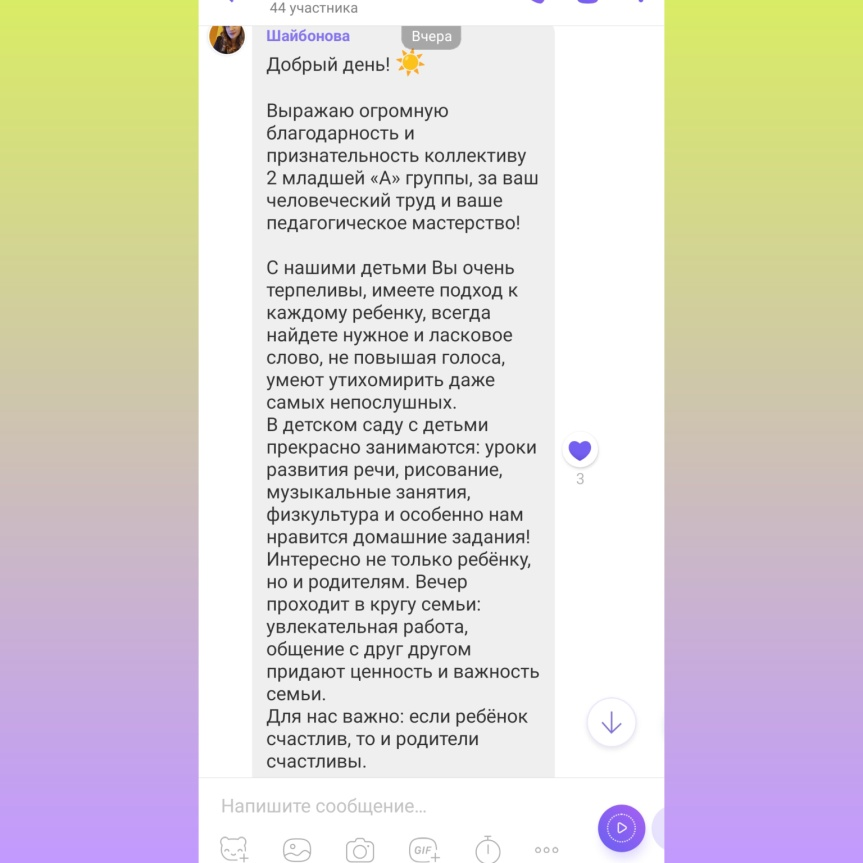 44 участника
Шайбонова
Вчера
Добрый день! ☀️
Выражаю огромную
благодарность и
признательность коллективу
2 младшей «А» группы, за ваш
человеческий труд и ваше
педагогическое мастерство!
С нашими детьми Вы очень
терпеливы, имеете подход к
каждому ребенку, всегда
найдете нужное и ласковое
слово, не повышая голоса,
умеют утихомирить даже
самых непослушных.
В детском саду с детьми
прекрасно занимаются: уроки
развития речи, рисование,
музыкальные занятия,
физкультура и особенно нам
нравится домашние задания!
Интересно не только ребёнку,
но и родителям. Вечер
проходит в кругу семьи:
увлекательная работа,
общение с друг другом
придают ценность и важность
семьи.
Для нас важно: если ребёнок
счастлив, то и родители
счастливы.
3
Напишите сообщение...
GIF